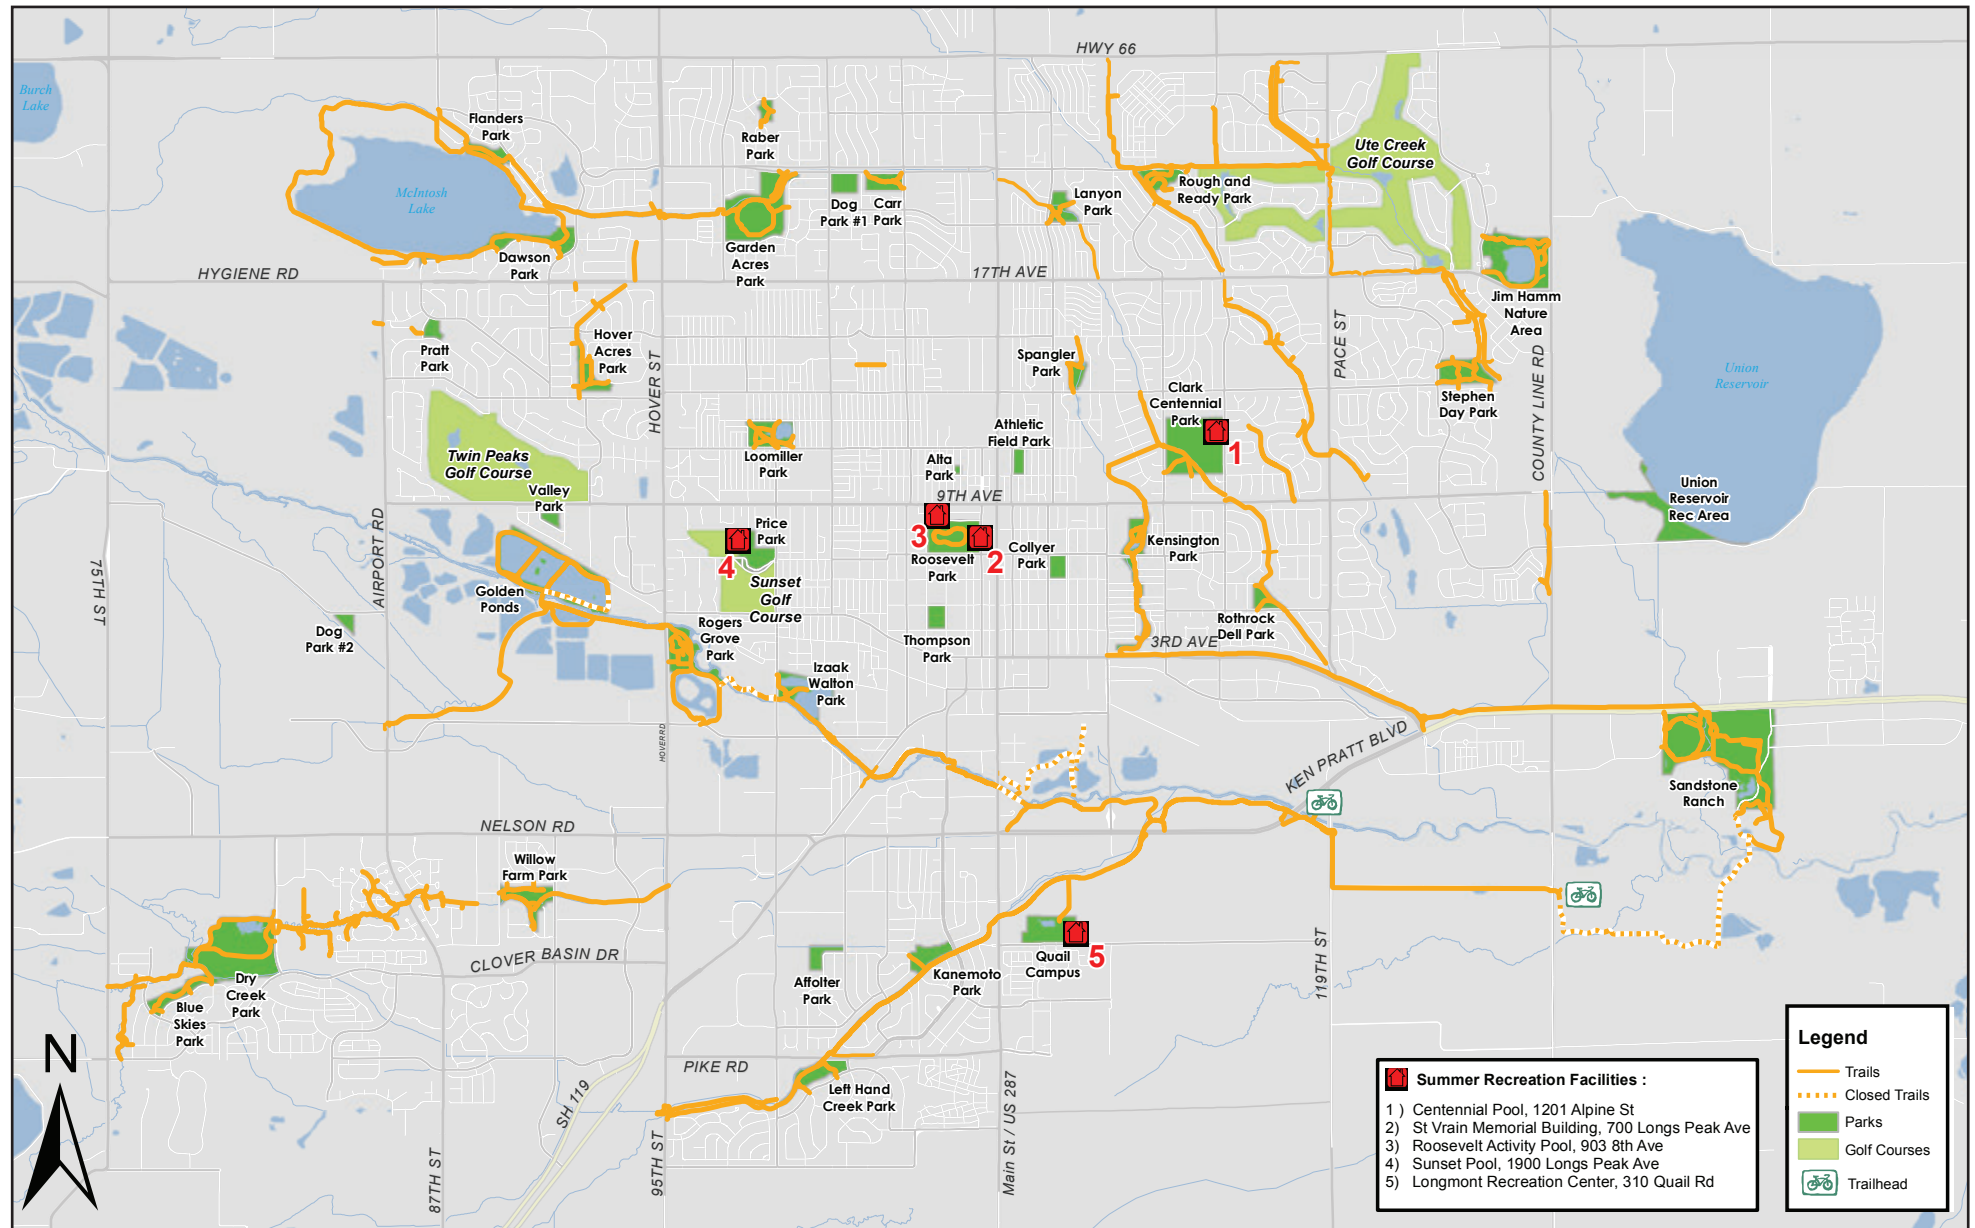 HWY 66
Burch
Lake
Flanders
Park
Raber
Park
Ute Creek
Golf Course
McIntosh
Lake
Dog
Park #1
Carr
Park
Lanyon
Park
Rough and
Ready Park
Garden
Acres
Park
Dawson
Park
HYGIENE RD
17TH AVE
Jim Hamm
Nature
Area
Pratt
Park
Hover
Acres
Park
HOVER ST
Spangler
Park
PACE ST
COUNTY LINE RD
Union
Reservoir
Clark
Centennial
Park
1
Stephen
Day Park
Twin Peaks
Golf Course
Loomiller
Park
Athletic
Field Park
Alta
Park
9TH AVE
Valley
Park
Union
Reservoir
Rec Area
Price
Park
4
3
2
Roosevelt
Park
Collyer
Park
Kensington
Park
75TH ST
AIRPORT RD
Golden
Ponds
Sunset
Golf
Course
Dog
Park #2
Rogers
Grove
Park
Thompson
Park
Rothrock
Dell Park
3RD AVE
Izaak
Walton
Park
HOVER RD
KEN PRATT BLVD
Sandstone
Ranch
NELSON RD
Willow
Farm Park
CLOVER BASIN DR
Quail
Campus
5
119TH ST
Kanemoto
Park
Affolter
Park
Dry
Creek
Park
Blue
Skies
Park
N
PIKE RD
Left Hand
Creek Park
SH 119
87TH ST
95TH ST
Main St / US 287
Summer Recreation Facilities :
1 ) Centennial Pool, 1201 Alpine St
2) St Vrain Memorial Building, 700 Longs Peak Ave
3) Roosevelt Activity Pool, 903 8th Ave
4) Sunset Pool, 1900 Longs Peak Ave
5) Longmont Recreation Center, 310 Quail Rd
Legend
Trails
Closed Trails
Parks
Golf Courses
Trailhead